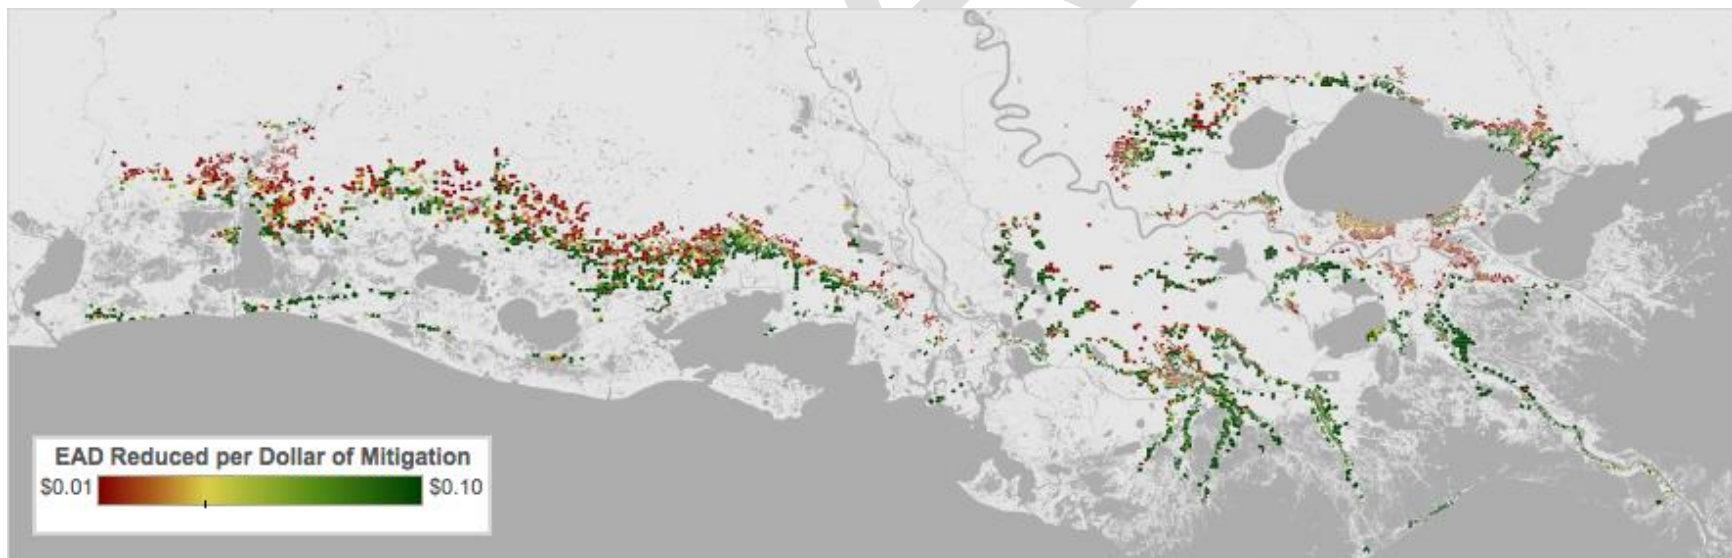 EAD Reduced per Dollar of Mitigation
$0.01 $0.10